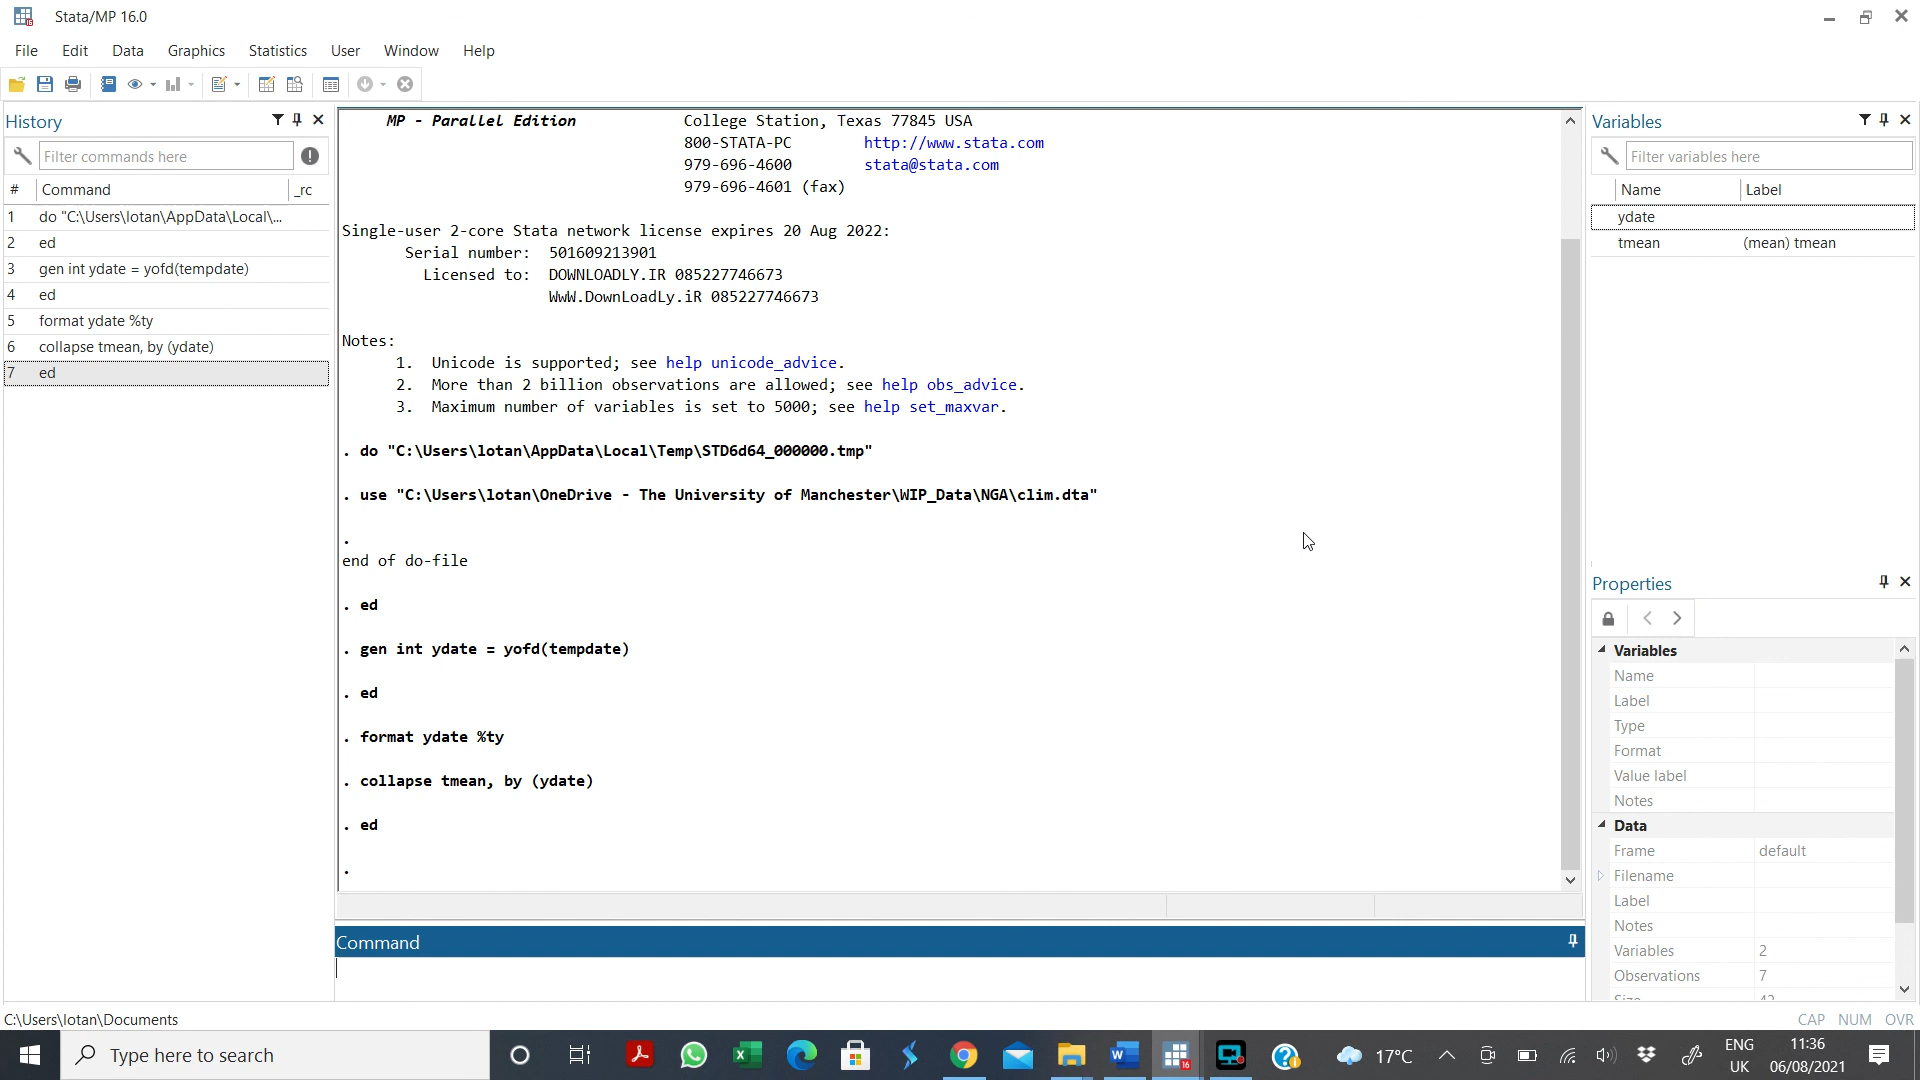 Stata/MP 16.0
File Edit Data Graphics Statistics User Window Help
History
Filter commands here
# Command _rc
1 do "C:\Users\lotan\AppData\Local\...
2 ed
3 gen int ydate = yofd(tempdate)
4 ed
5 format ydate %ty
6 collapse tmean, by (ydate)
7 ed
MP - Parallel Edition College Station, Texas 77845 USA
800-STATA-PC http://www.stata.com
979-696-4600 stata@stata.com
979-696-4601 (fax)
Single-user 2-core Stata network license expires 20 Aug 2022:
Serial number: 501609213901
Licensed to: DOWNLOADLY.IR 085227746673
WwW.DownLoadLy.iR 085227746673
Notes:
1. Unicode is supported; see help unicode_advice.
2. More than 2 billion observations are allowed; see help obs_advice.
3. Maximum number of variables is set to 5000; see help set_maxvar.
. do "C:\Users\lotan\AppData\Local\Temp\STD6d64_000000.tmp"
. use "C:\Users\lotan\OneDrive - The University of Manchester\WIP_Data\NGA\clim.dta"
.
end of do-file
. ed
. gen int ydate = yofd(tempdate)
. ed
. format ydate %ty
. collapse tmean, by (ydate)
. ed
.
Command
Variables
Filter variables here
Name Label
ydate
tmean (mean) tmean
Properties
Variables
Name
Label
Type
Format
Value label
Notes
Data
Frame default
Filename
Label
Notes
Variables 2
Observations 7
Size 42
C:\Users\lotan\Documents
CAP NUM OVR
Type here to search
16
17°C
ENG
UK
11:36
06/08/2021